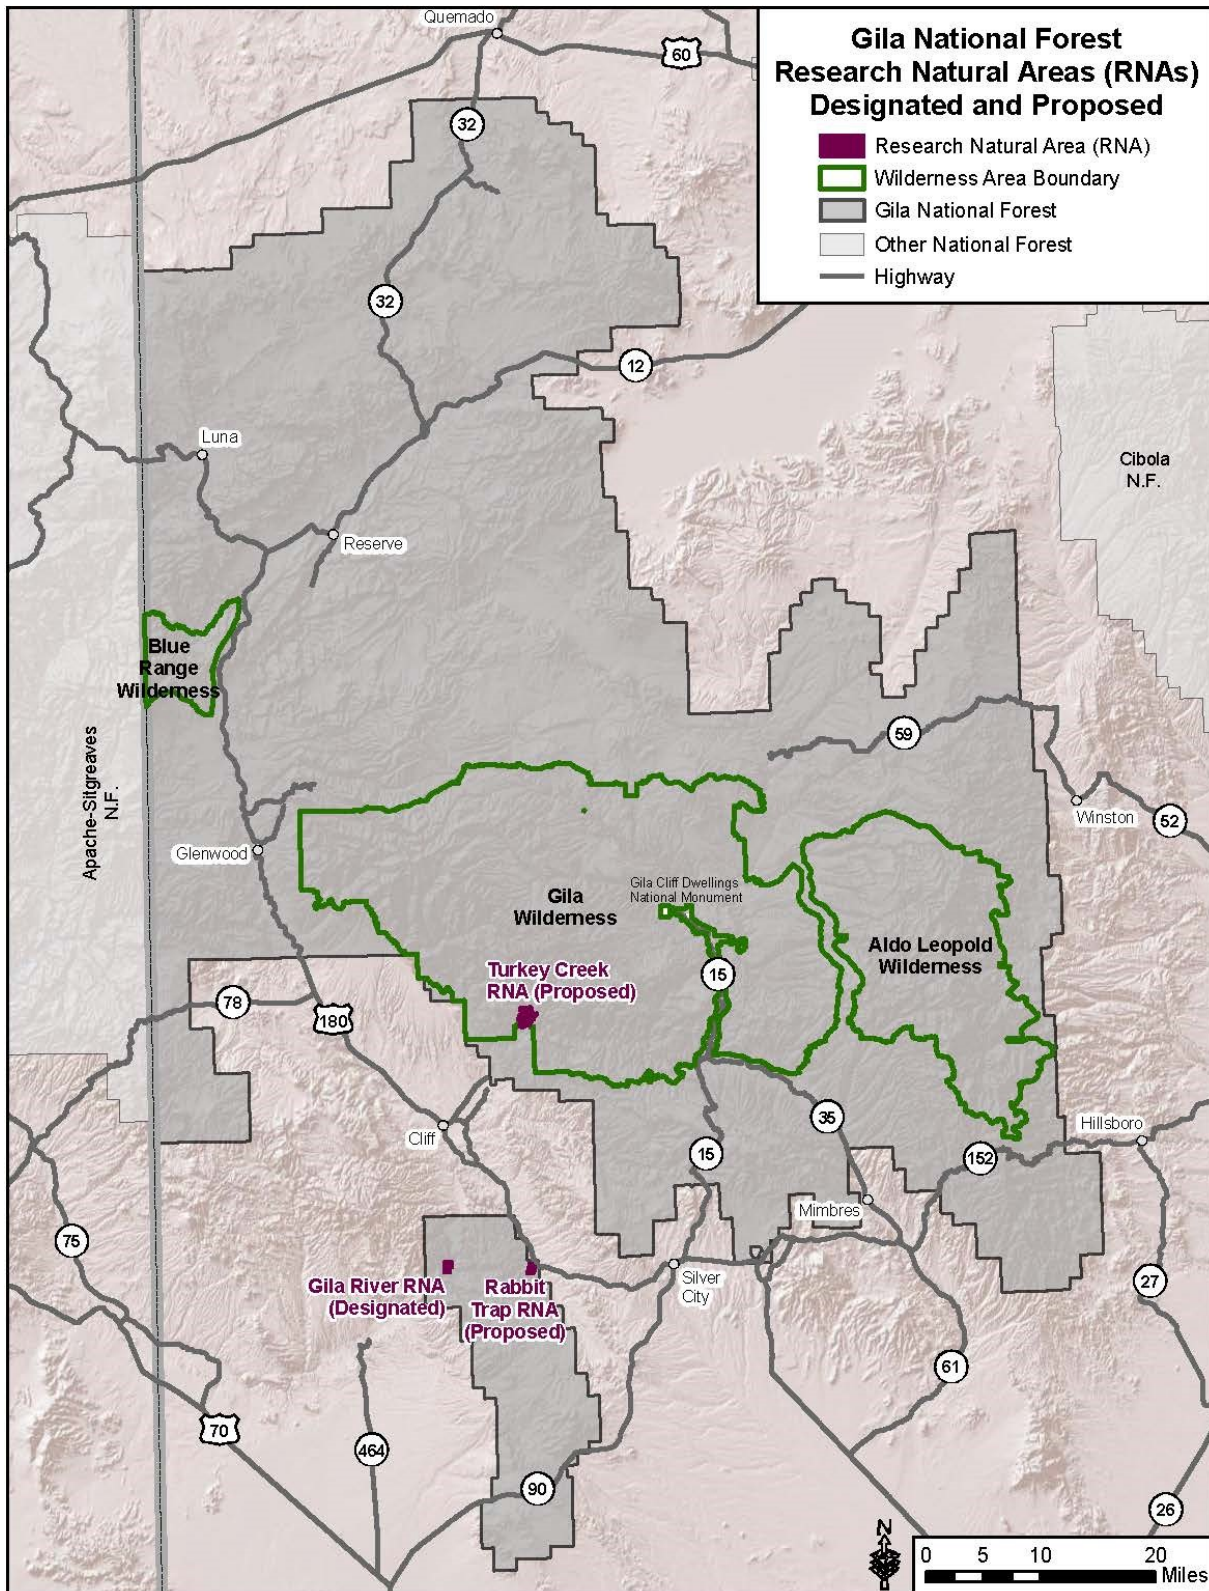 Quemado
60
Gila National Forest
Research Natural Areas (RNAs)
Designated and Proposed
Research Natural Area (RNA)
Wilderness Area Boundary
Gila National Forest
Other National Forest
Highway
32
32
12
Luna
Cibola
N.F.
Reserve
Blue
Range
Wilderness
59
Apache-Sitgreaves
N.F.
Winston
52
Glenwood
Gila Cliff Dwellings
National Monument
Gila
Wilderness
Aldo Leopold
Wilderness
Turkey Creek
RNA (Proposed)
15
78
180
Cliff
35
Hillsboro
15
152
Mimbres
75
Gila River RNA
(Designated)
Rabbit
Trap RNA
(Proposed)
Silver
City
27
61
70
464
90
26
N
0 5 10 20
Miles